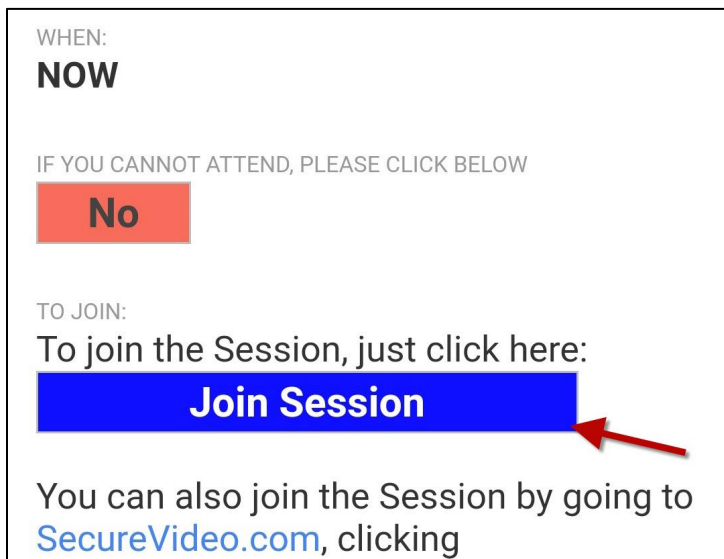 WHEN:
NOW
IF YOU CANNOT ATTEND, PLEASE CLICK BELOW
No
TO JOIN:
To join the Session, just click here:
Join Session
You can also join the Session by going to
SecureVideo.com, clicking